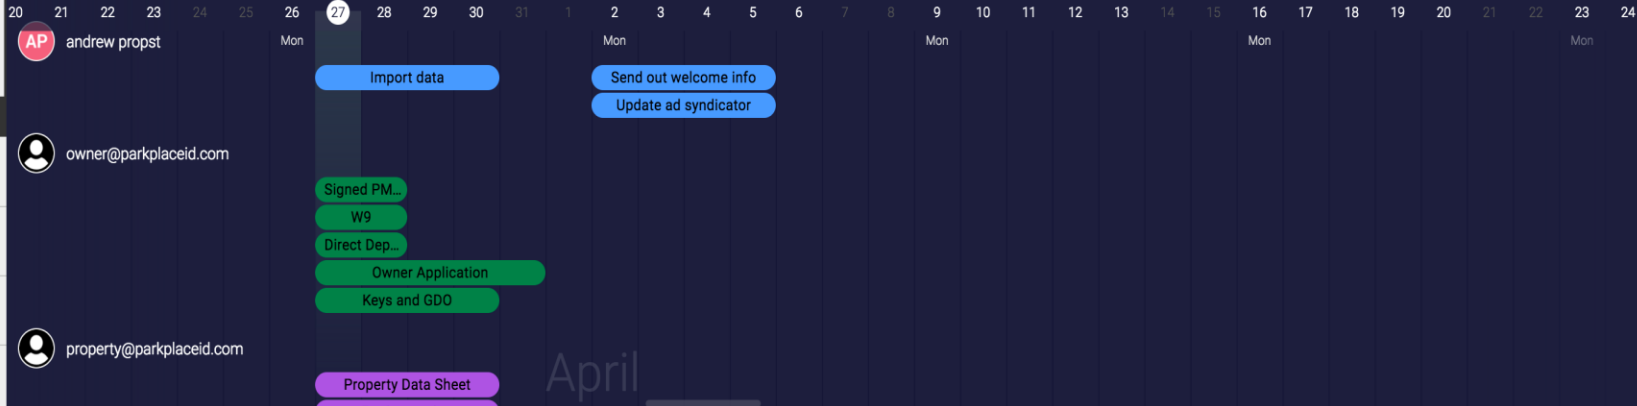 20 21 22 23 24 25 26 27 28 29 30 31 1 2 3 4 5 6 7 8 9 10 11 12 13 14 15 16 17 18 19 20 21 22 23 24
AP andrew propst Mon Mon Mon Mon Mon
Import data Send out welcome info
Update ad syndicator
owner@parkplaceid.com
Signed PM...
W9
Direct Dep...
Owner Application
Keys and GDO
property@parkplaceid.com
April
Property Data Sheet